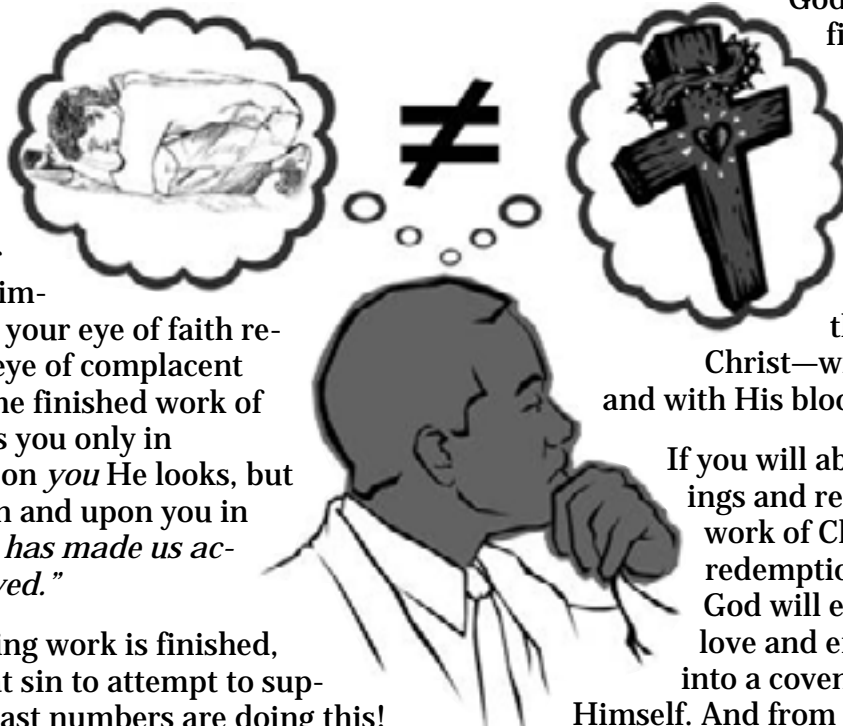 ≠
im-
your eye of faith re-
eye of complacent
he finished work of
s you only in
on you He looks, but
n and upon you in
has made us ac-
ved.”
ing work is finished,
t sin to attempt to sup-
ast numbers are doing this!
God
fi
th
Christ—w
and with His bloo
If you will ab
ings and re
work of C
redemptio
God will e
love and e
into a coven
Himself. And from